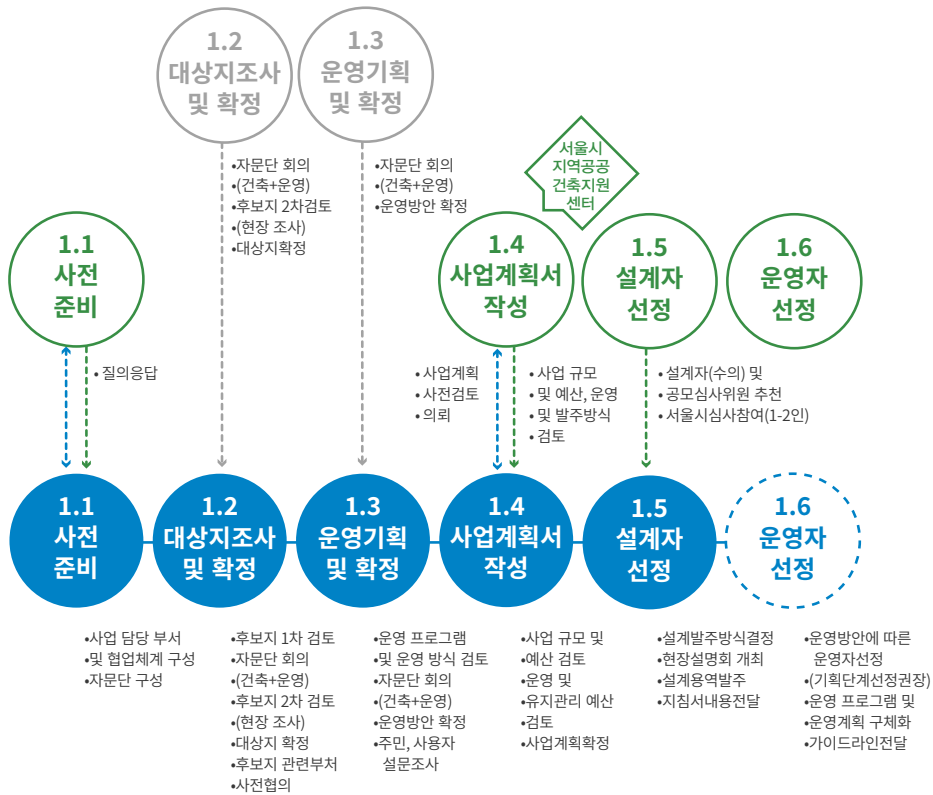 1.2
대상지조사
및 확정
1.3
운영기획
및 확정
•자문단 회의
•(건축+운영)
•후보지 2차검토
•(현장 조사)
•대상지확정
•자문단 회의
•(건축+운영)
•운영방안 확정
서울시
지역공공
건축지원
센터
1.1
사전
준비
1.4
사업계획서
작성
1.5
설계자
선정
1.6
운영자
선정
• 질의응답
• 사업계획
• 사전검토
• 의뢰
• 사업 규모
• 및 예산, 운영
• 및 발주방식
• 검토
• 설계자(수의) 및
• 공모심사위원 추천
• 서울시심사참여(1-2인)
1.1
사전
준비
1.2
대상지조사
및 확정
1.3
운영기획
및 확정
1.4
사업계획서
작성
1.5
설계자
선정
1.6
운영자
선정
•사업 담당 부서
•및 협업체계 구성
•자문단 구성
•후보지 1차 검토
•자문단 회의
•(건축+운영)
•후보지 2차 검토
•(현장 조사)
•대상지 확정
•후보지 관련부처
•사전협의
•운영 프로그램
•및 운영 방식 검토
•자문단 회의
•(건축+운영)
•운영방안 확정
•주민, 사용자
설문조사
•사업 규모 및
•예산 검토
•운영 및
•유지관리 예산
•검토
•사업계획확정
•설계발주방식결정
•현장설명회 개최
•설계용역발주
•지침서내용전달
•운영방안에 따른
운영자선정
•(기획단계선정권장)
•운영 프로그램 및
•운영계획 구체화
•가이드라인전달